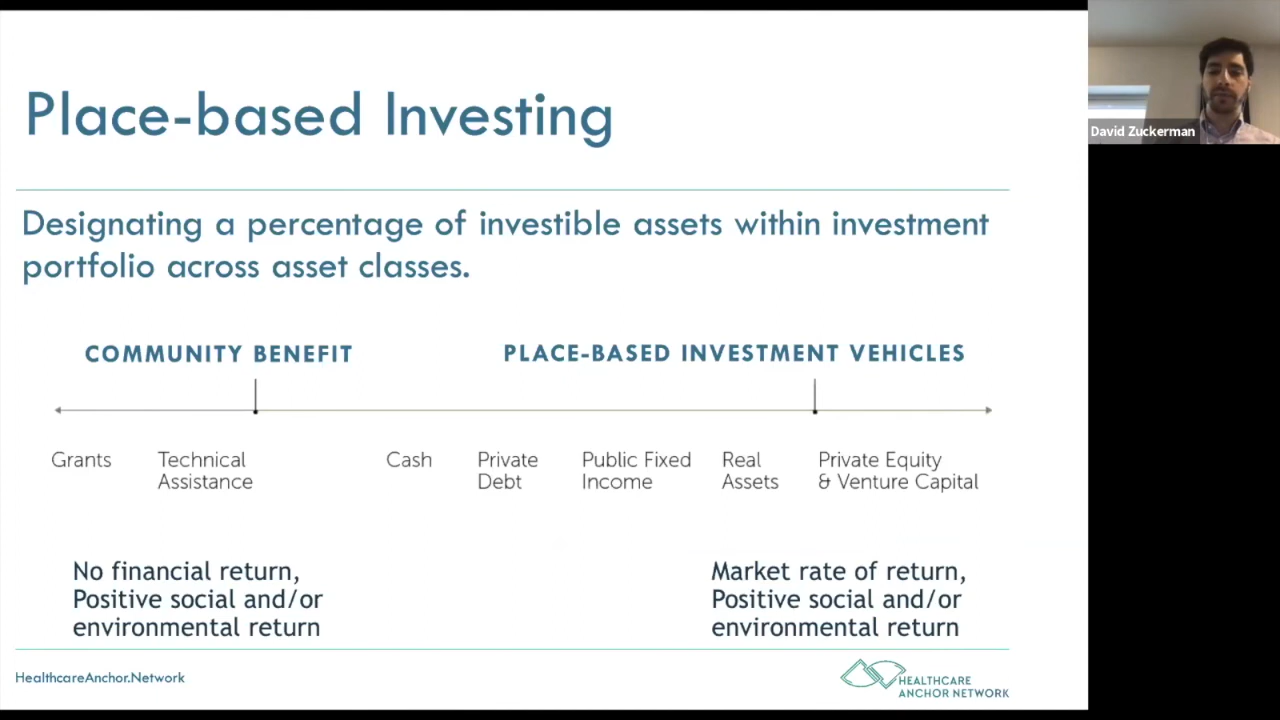 Place-based Investing
David Zuckerman
Designating a percentage of investible assets within investment
portfolio across asset classes.
COMMUNITY BENEFIT
PLACE-BASED INVESTMENT VEHICLES
Grants
Technical
Assistance
Cash
Private
Debt
Public Fixed
Income
Real
Assets
Private Equity
& Venture Capital
No financial return,
Positive social and/or
environmental return
Market rate of return,
Positive social and/or
environmental return
HealthcareAnchor.Network
HEALTHCARE
ANCHOR NETWORK